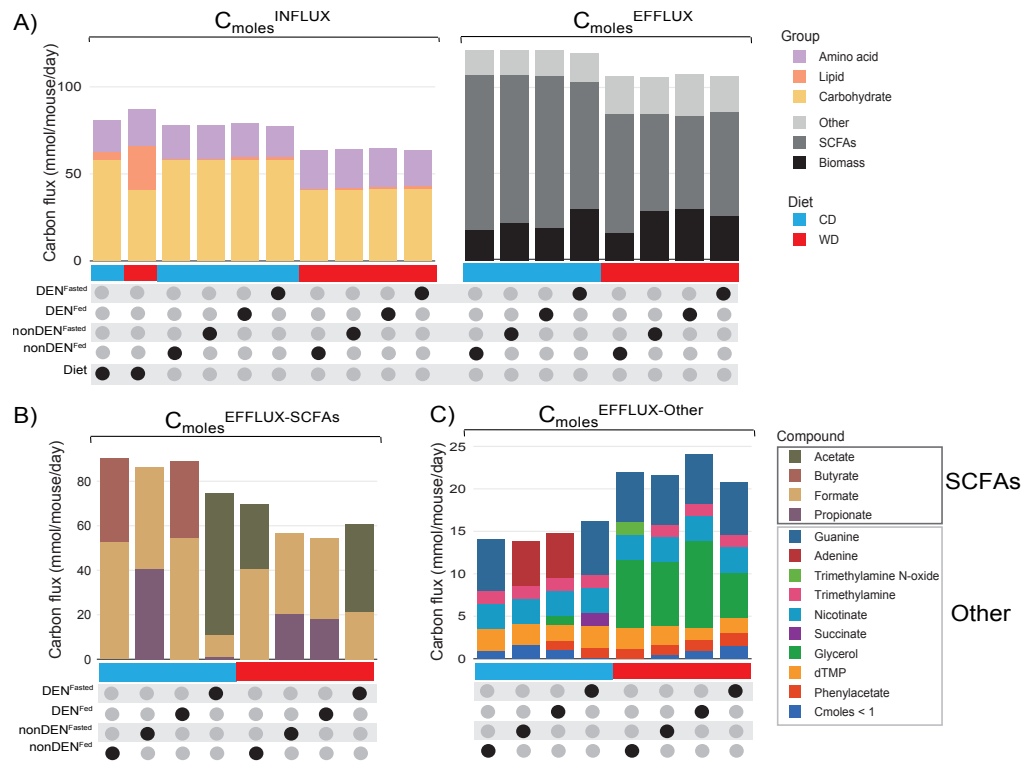 A)
C_moles^INFLUX
C_moles^EFFLUX
Carbon flux (mmol/mouse/day)
100
50
0
Group
Amino acid
Lipid
Carbohydrate
Other
SCFAs
Biomass
Diet
CD
WD
DEN^Fasted
DEN^Fed
nonDEN^Fasted
nonDEN^Fed
Diet
B)
C_moles^EFFLUX-SCFAs
Carbon flux (mmol/mouse/day)
80
60
40
20
0
DEN^Fasted
DEN^Fed
nonDEN^Fasted
nonDEN^Fed
C)
C_moles^EFFLUX-Other
Carbon flux (mmol/mouse/day)
25
20
15
10
5
0
Compound
Acetate
Butyrate
Formate
Propionate
SCFAs
Guanine
Adenine
Trimethylamine N-oxide
Trimethylamine
Nicotinate
Succinate
Glycerol
dTMP
Phenylacetate
Cmoles < 1
Other